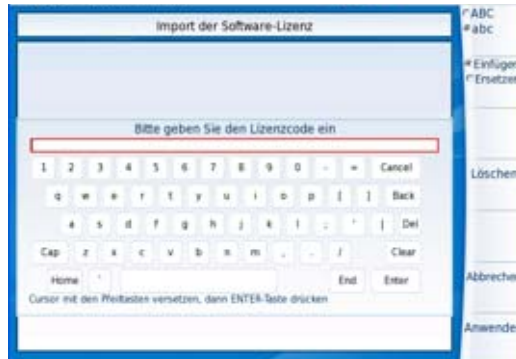 Import der Software-Lizenz
ABC
abc
Einfügen
Ersetzen
Bitte geben Sie den Lizenzcode ein
1 2 3 4 5 6 7 8 9 0 - = Cancel
q w e r t y u i o p [ ] Back
a s d f g h j k l ; ' | Del
Cap z x c v b n m , . / Clear
Home ` End Enter
Cursor mit den Pfeiltasten versetzen, dann ENTER-Taste drücken
Löschen
Abbreche
Anwende